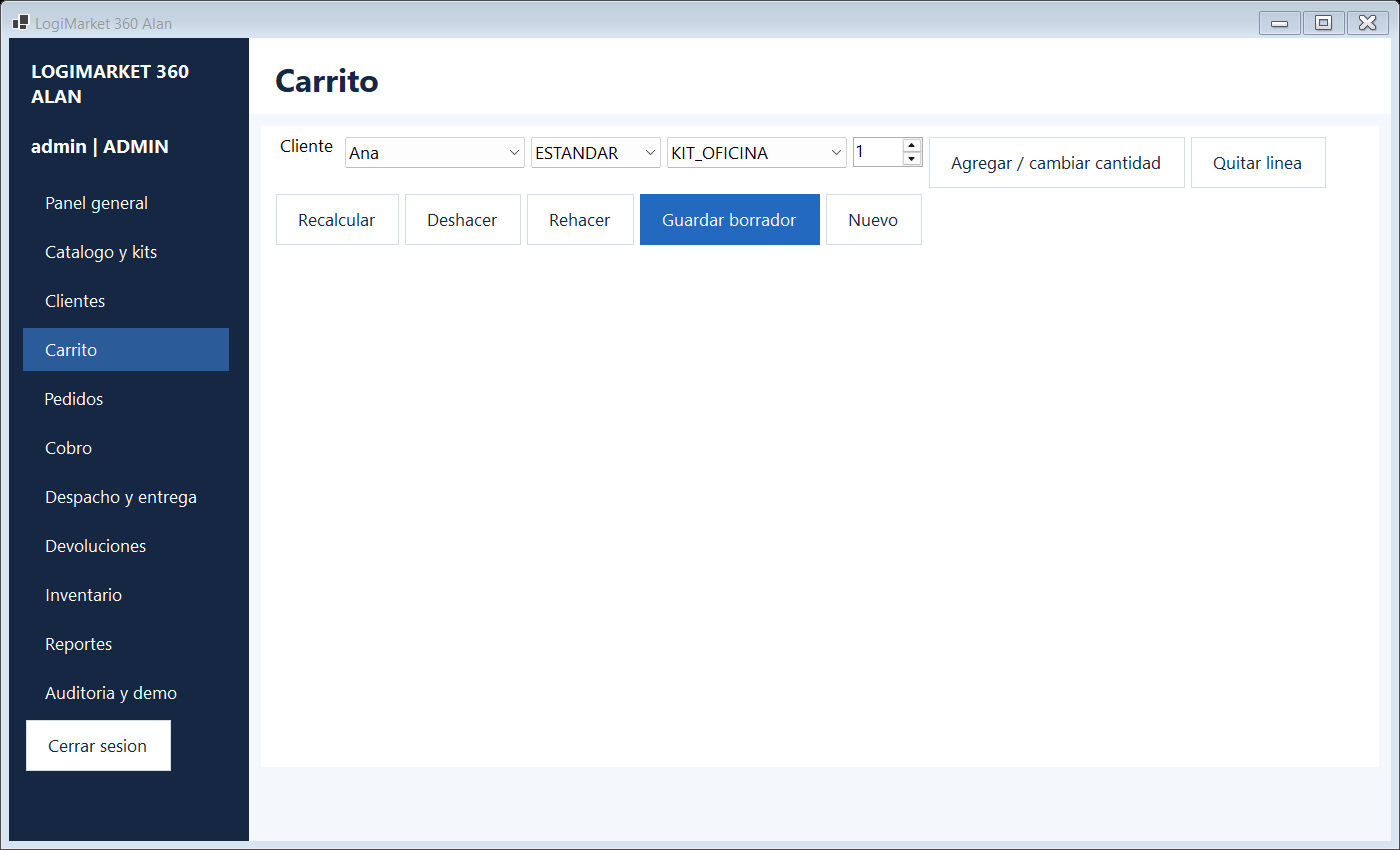 LogiMarket 360 Alan
LOGIMARKET 360
ALAN
admin | ADMIN
Panel general
Catalogo y kits
Clientes
Carrito
Pedidos
Cobro
Despacho y entrega
Devoluciones
Inventario
Reportes
Auditoria y demo
Cerrar sesion
Carrito
Cliente Ana ESTANDAR KIT_OFICINA 1 Agregar / cambiar cantidad Quitar linea
Recalcular Deshacer Rehacer Guardar borrador Nuevo